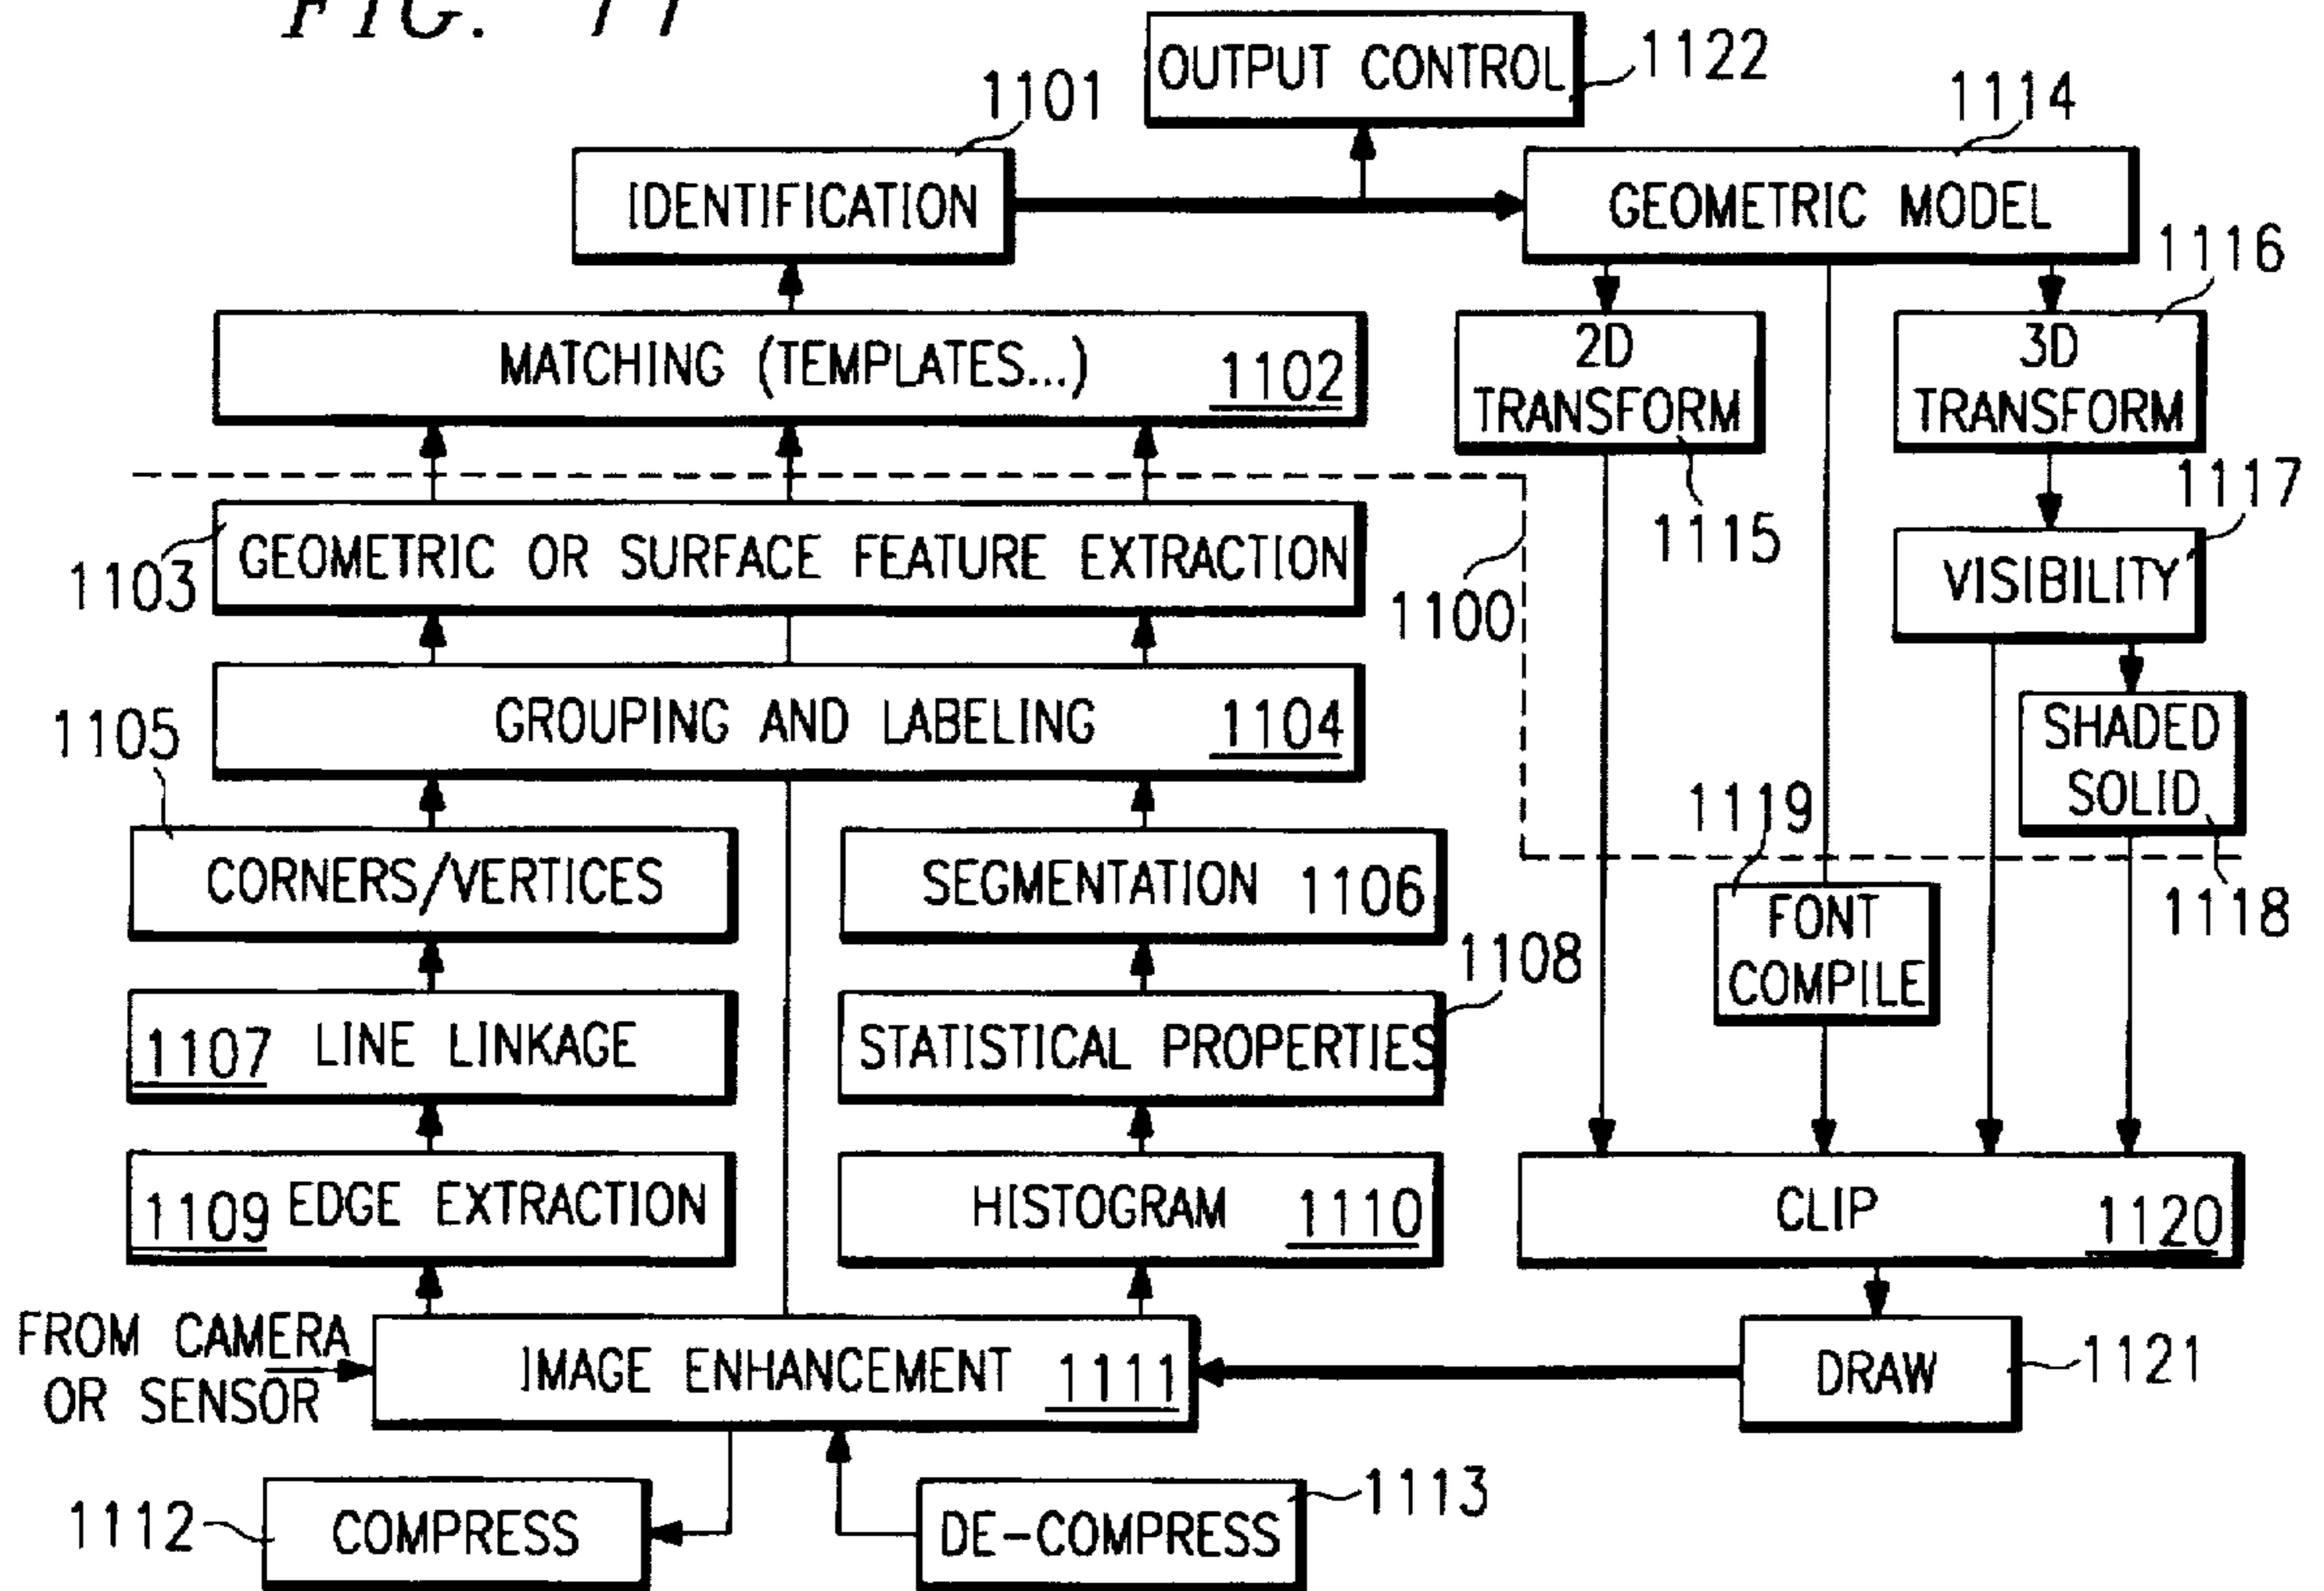 FIG. 11
OUTPUT CONTROL
1122
1101
1114
IDENTIFICATION
GEOMETRIC MODEL
1116
MATCHING (TEMPLATES...) 1102
2D
TRANSFORM
3D
TRANSFORM
1115
1117
1103
GEOMETRIC OR SURFACE FEATURE EXTRACTION
1100
VISIBILITY
GROUPING AND LABELING 1104
1105
SHADED
SOLID
1119
1118
CORNERS/VERTICES
SEGMENTATION 1106
FONT
COMPILE
1108
1107 LINE LINKAGE
STATISTICAL PROPERTIES
1109 EDGE EXTRACTION
HISTOGRAM 1110
CLIP 1120
FROM CAMERA
OR SENSOR
IMAGE ENHANCEMENT 1111
DRAW
1121
1112
COMPRESS
DE-COMPRESS
1113